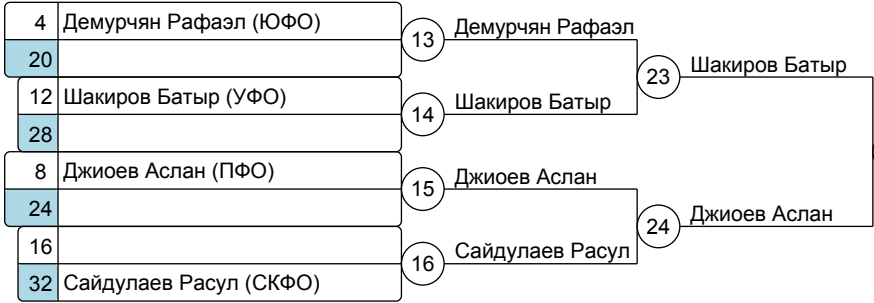 4 Демурчян Рафаэл (ЮФО)
20
13
Демурчян Рафаэл
12 Шакиров Батыр (УФО)
28
14
Шакиров Батыр
23
Шакиров Батыр
8 Джиоев Аслан (ПФО)
24
15
Джиоев Аслан
16
32 Сайдулаев Расул (СКФО)
16
Сайдулаев Расул
24
Джиоев Аслан